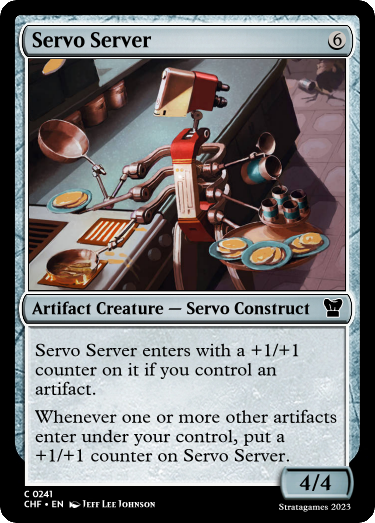 Servo Server 6
Artifact Creature — Servo Construct
Servo Server enters with a +1/+1
counter on it if you control an
artifact.
Whenever one or more other artifacts
enter under your control, put a
+1/+1 counter on Servo Server.
4/4
C 0241
CHF • EN Jeff Lee Johnson
Stratagames 2023